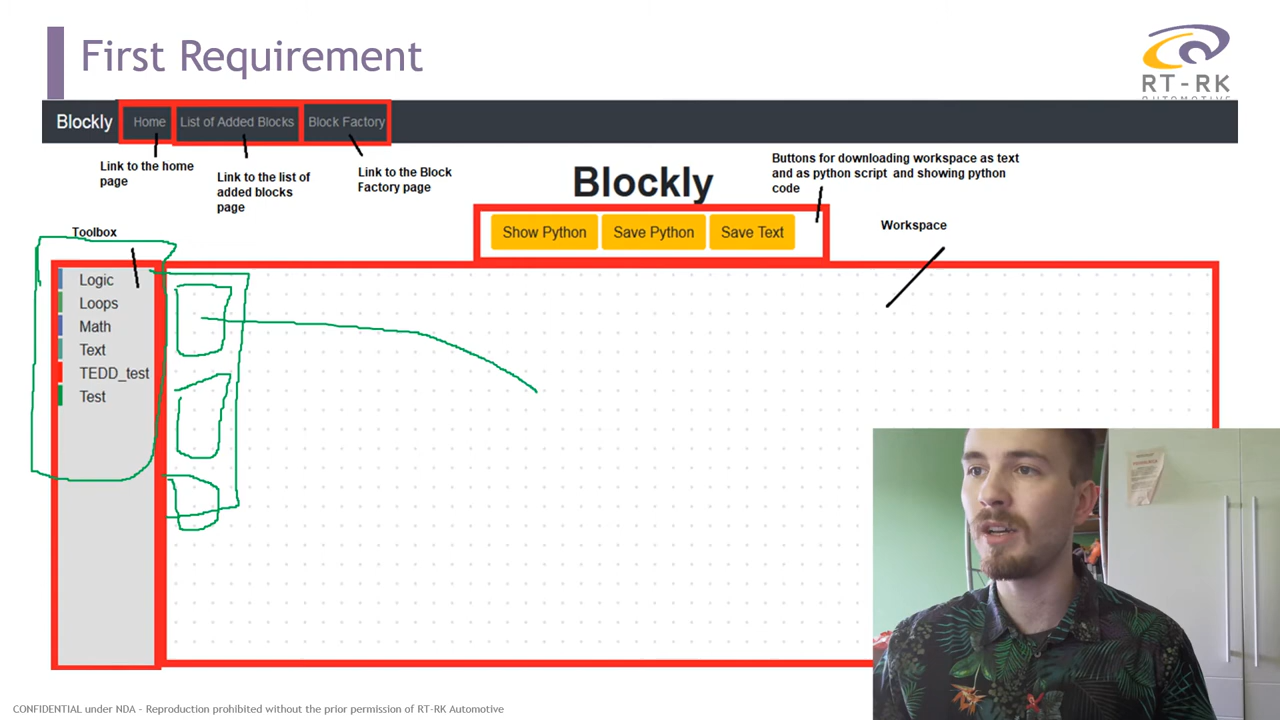 First Requirement
RT-RK
AUTOMOTIVE
Blockly
Home
List of Added Blocks
Block Factory
Link to the home
page
Link to the list of
added blocks
page
Link to the Block
Factory page
Blockly
Buttons for downloading workspace as text
and as python script and showing python
code
Show Python
Save Python
Save Text
Workspace
Toolbox
Logic
Loops
Math
Text
TEDD_test
Test
CONFIDENTIAL under NDA – Reproduction prohibited without the prior permission of RT-RK Automotive